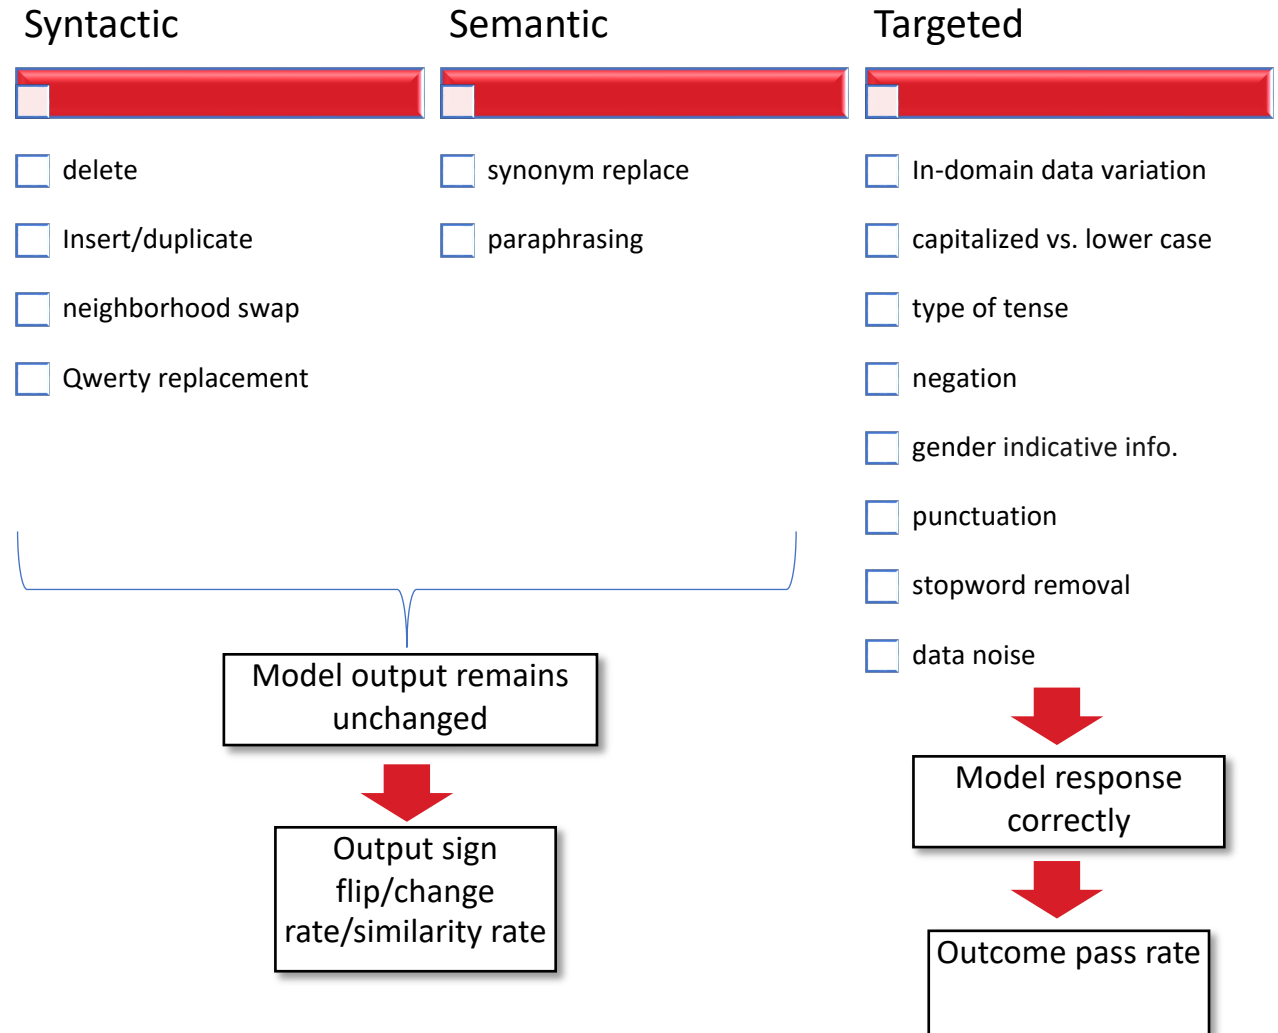 Syntactic
delete
Insert/duplicate
neighborhood swap
Qwerty replacement
Semantic
synonym replace
paraphrasing
Targeted
In-domain data variation
capitalized vs. lower case
type of tense
negation
gender indicative info.
punctuation
stopword removal
data noise
Model output remains
unchanged
Output sign
flip/change
rate/similarity rate
Model response
correctly
Outcome pass rate